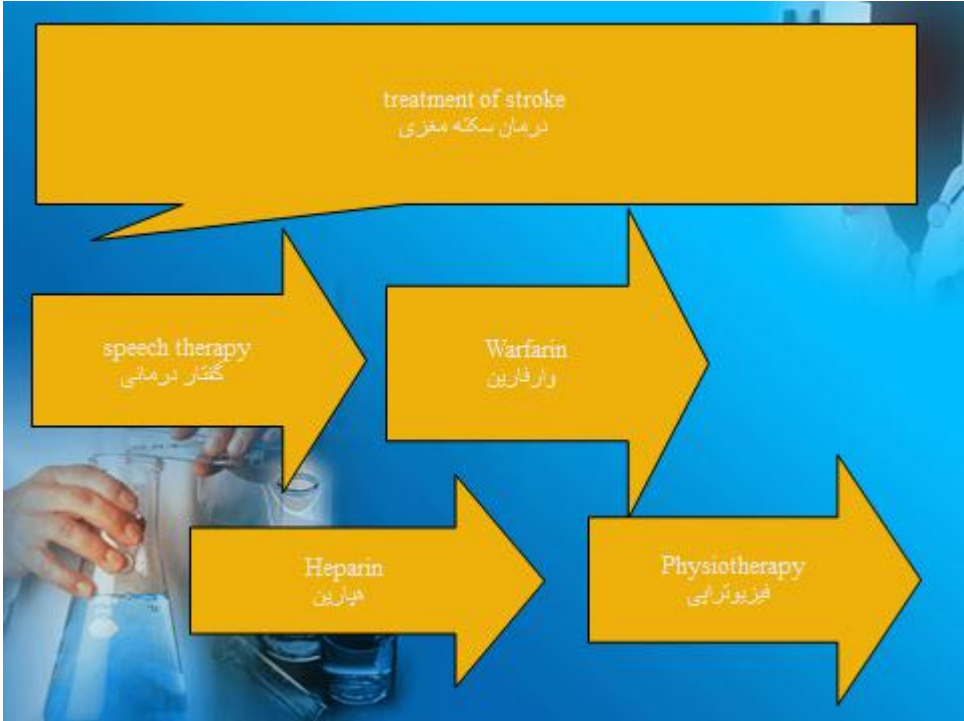 treatment of stroke
درمان سکته مغزی
speech therapy
گفتار درمانی
Warfarin
وارفارین
Heparin
هپارین
Physiotherapy
فیزیوتراپی